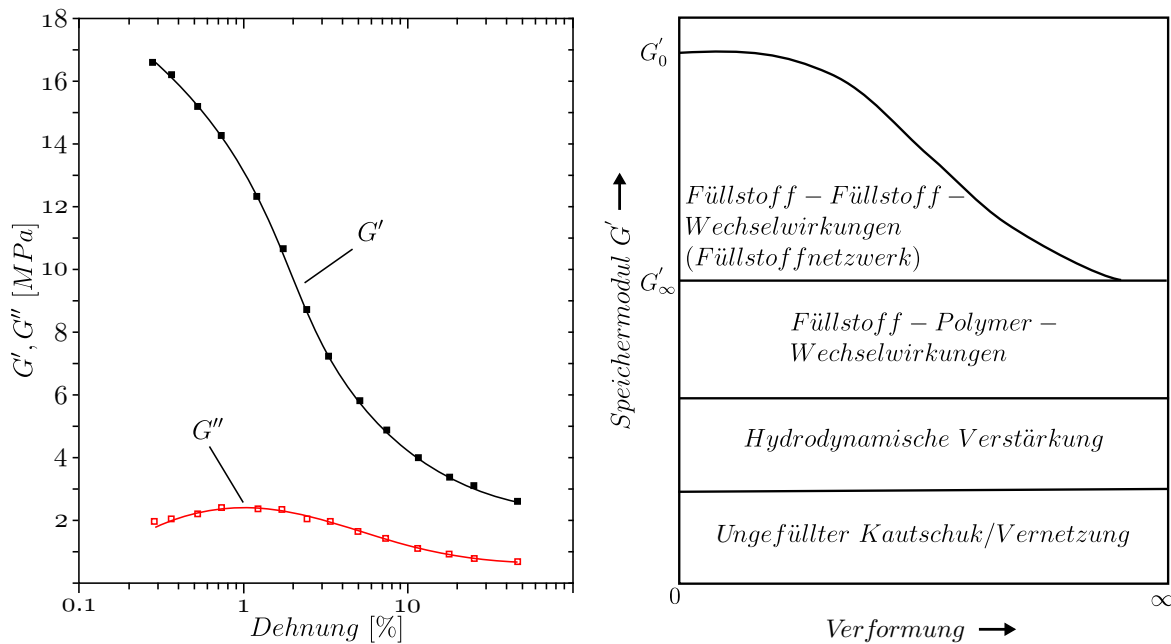 18
16
14
12
10
8
6
4
2
G', G'' [MPa]
G'
G''
0.1
1
10
Dehnung [%]
G'₀
G'∞
Speichermodul G'
Füllstoff – Füllstoff –
Wechselwirkungen
(Füllstoffnetzwerk)
Füllstoff – Polymer –
Wechselwirkungen
Hydrodynamische Verstärkung
Ungefüllter Kautschuk/Vernetzung
0
∞
Verformung